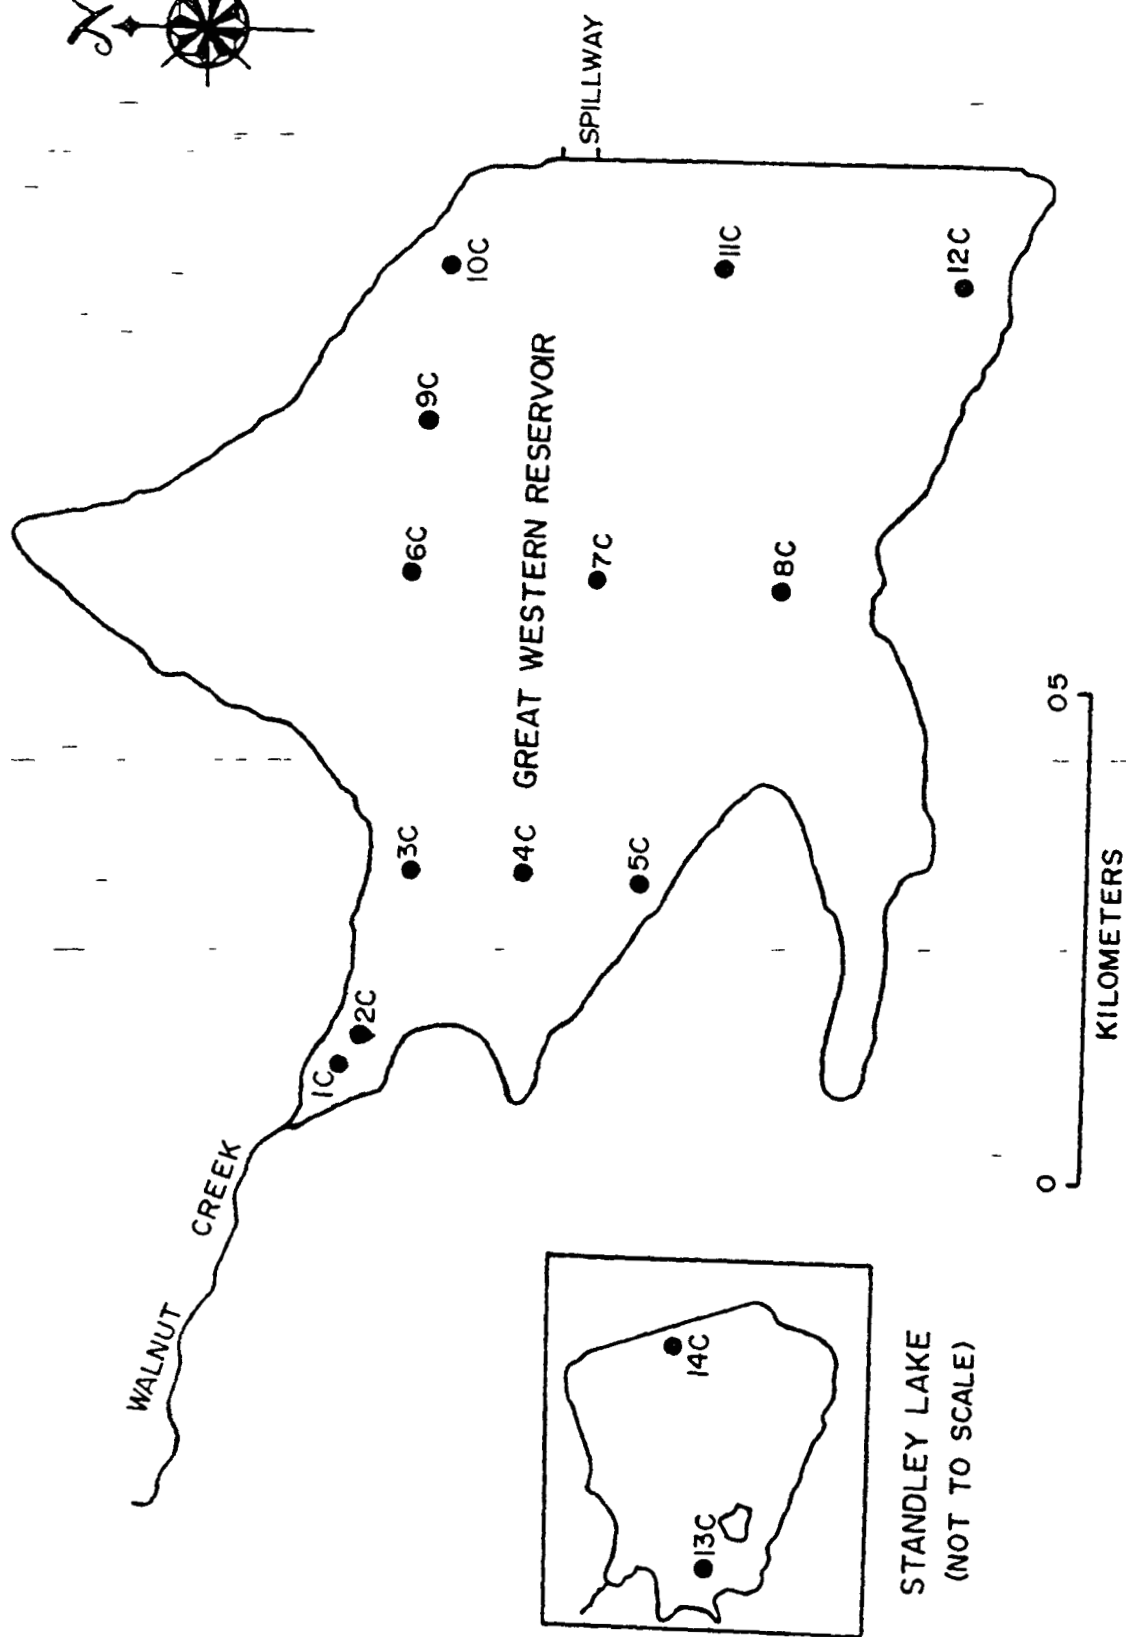 N
WALNUT CREEK
1C
2C
3C
4C
5C
6C
7C
8C
9C
10C
11C
12C
GREAT WESTERN RESERVOIR
SPILLWAY
13C
14C
STANDLEY LAKE
(NOT TO SCALE)
0 05
KILOMETERS